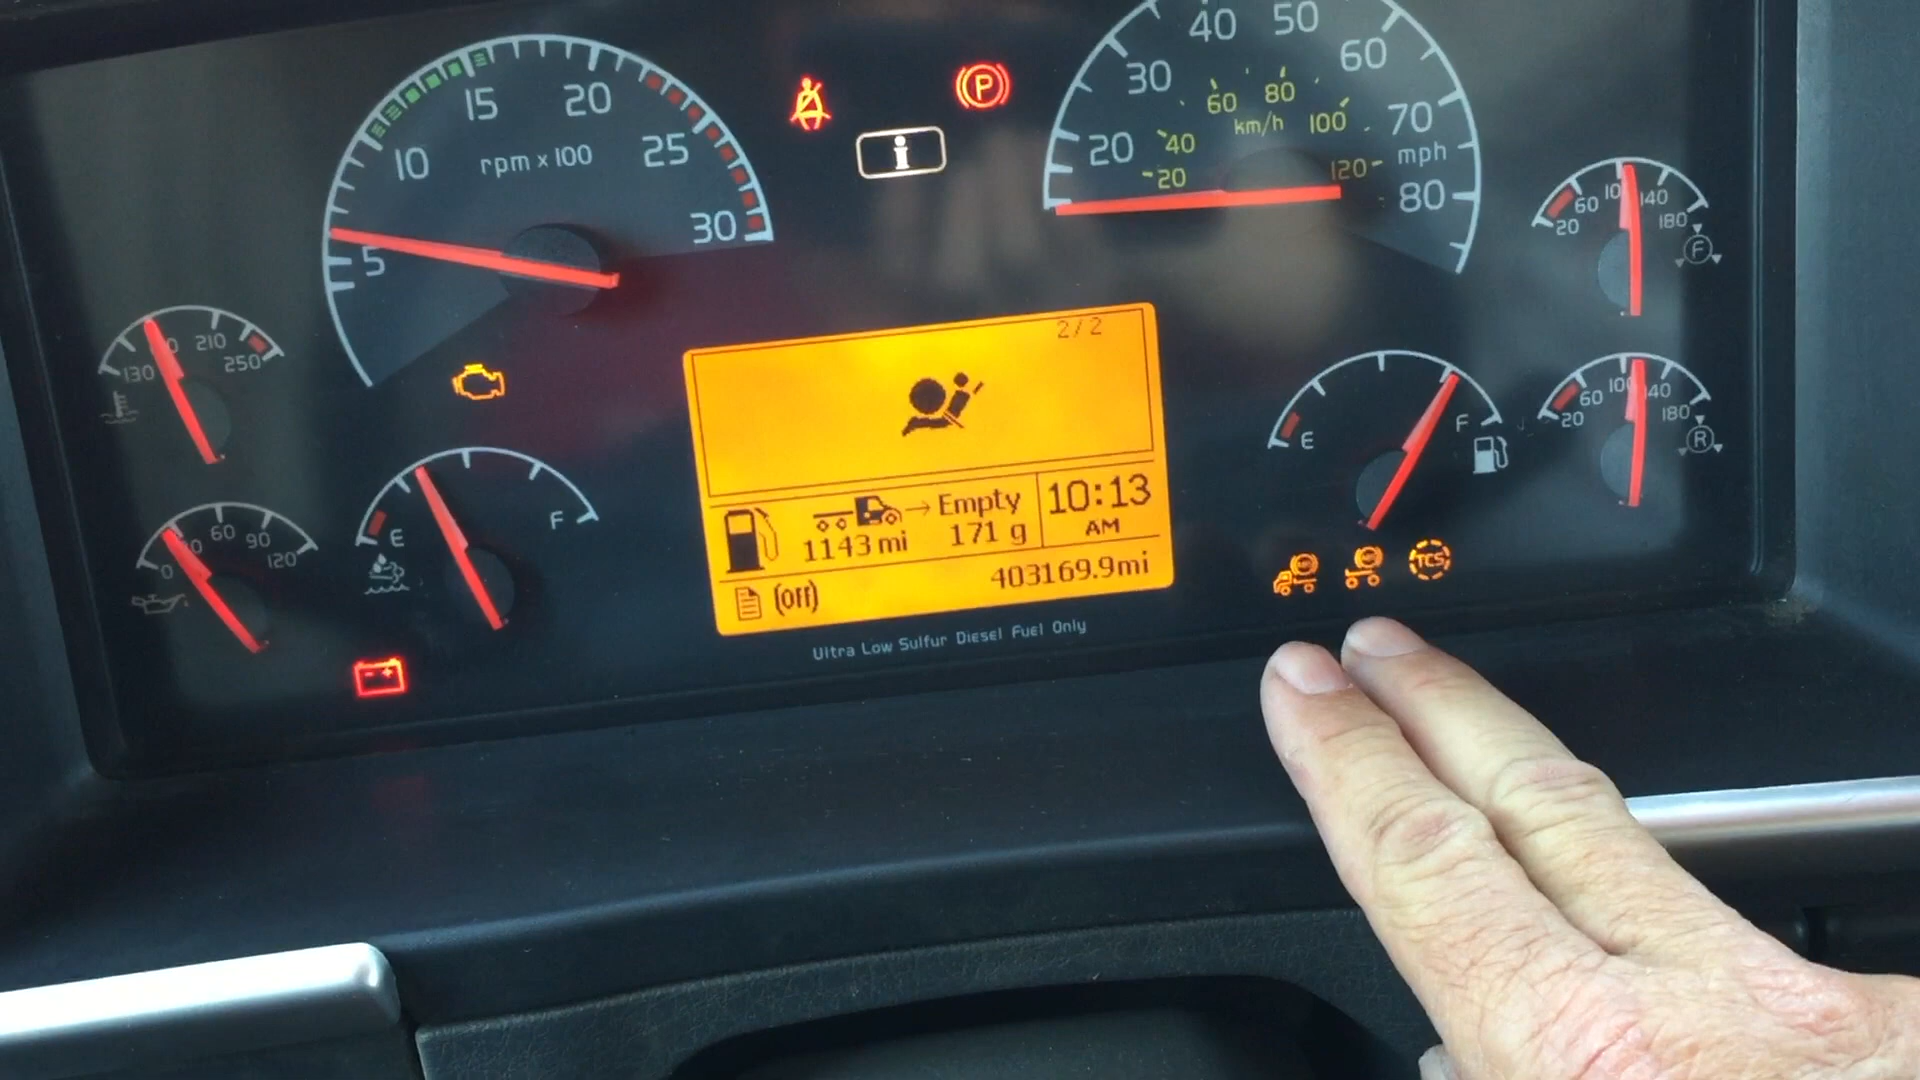 5
10
15
20
25
30
rpm x 100
P
i
20
30
40
50
60
70
80
mph
20
40
60
80
100
120
km/h
20
60
140
180
F
130
210
250
E
F
0
60
90
120
E
F
20
60
100
140
180
R
2/2
Empty
10:13
1143 mi 171 g AM
403169.9mi
(Off)
TCS
Ultra Low Sulfur Diesel Fuel Only